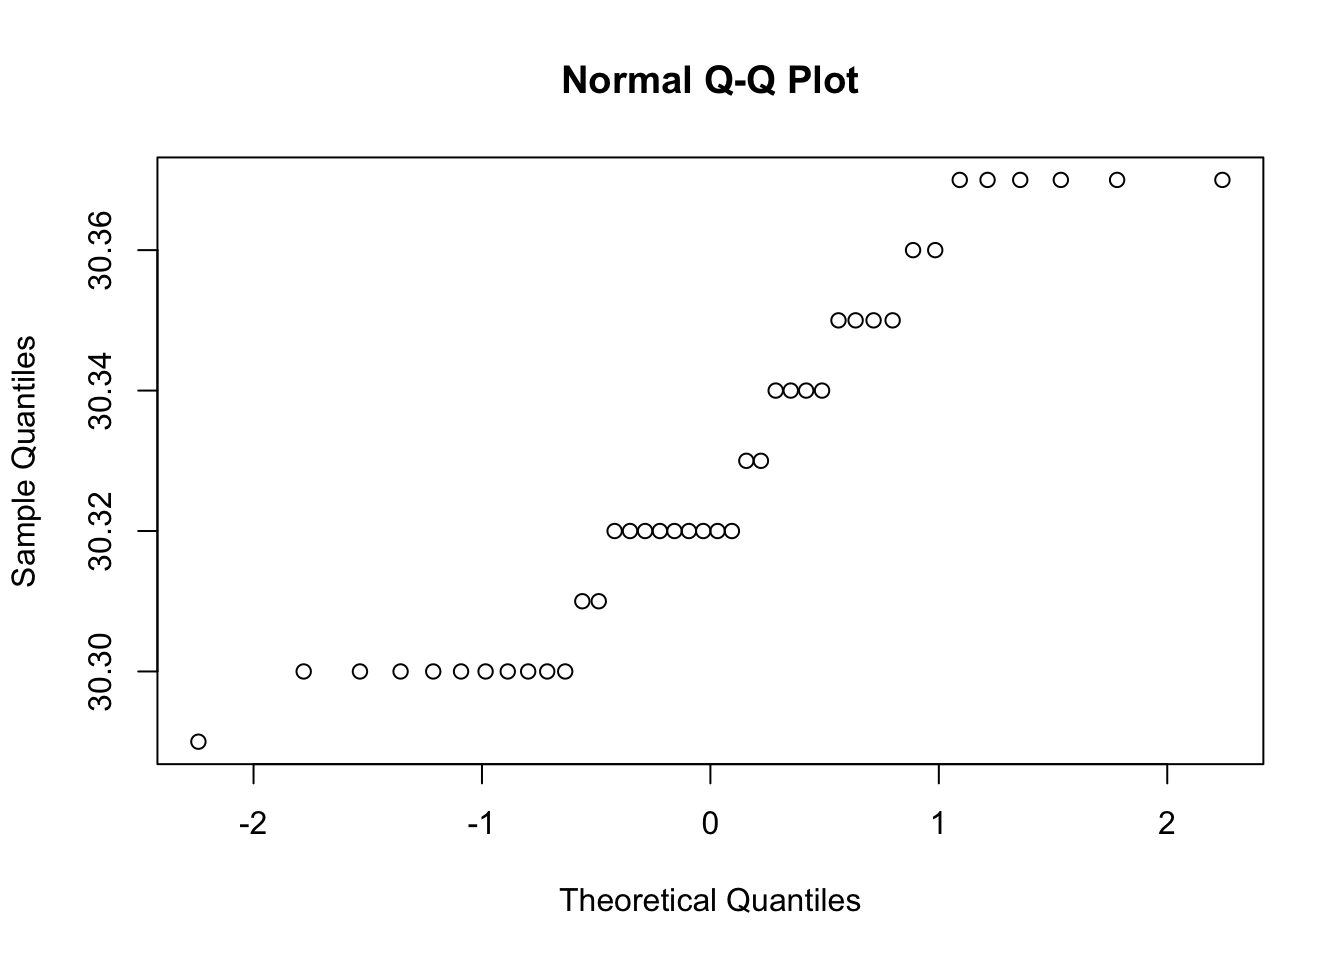 Normal Q-Q Plot
Sample Quantiles
30.36
30.34
30.32
30.30
-2 -1 0 1 2
Theoretical Quantiles